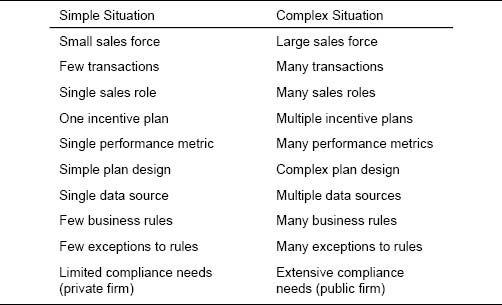 Simple Situation Complex Situation
Small sales force Large sales force
Few transactions Many transactions
Single sales role Many sales roles
One incentive plan Multiple incentive plans
Single performance metric Many performance metrics
Simple plan design Complex plan design
Single data source Multiple data sources
Few business rules Many business rules
Few exceptions to rules Many exceptions to rules
Limited compliance needs Extensive compliance
(private firm) needs (public firm)